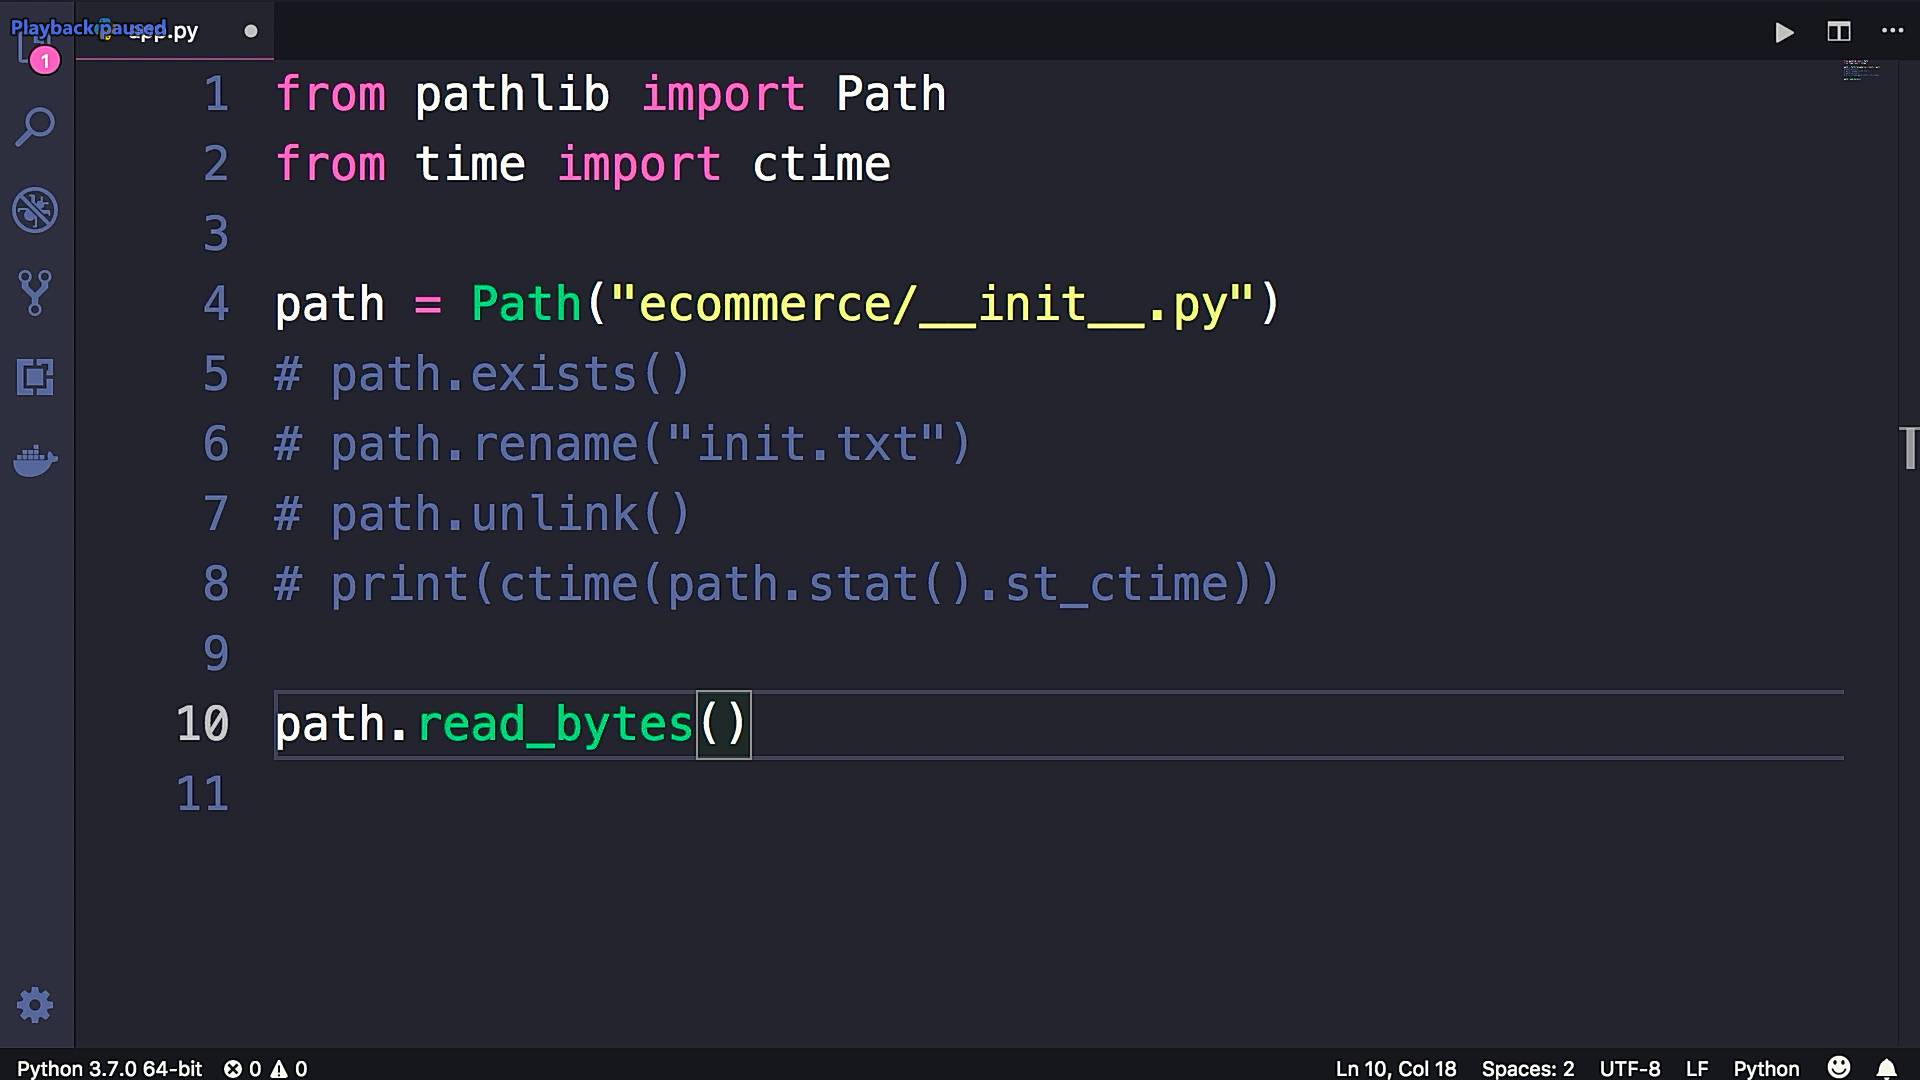 Playback paused
app.py
1
1 from pathlib import Path
2 from time import ctime
3
4 path = Path("ecommerce/__init__.py")
5 # path.exists()
6 # path.rename("init.txt")
7 # path.unlink()
8 # print(ctime(path.stat().st_ctime))
9
10 path.read_bytes()
11
Python 3.7.0 64-bit 0 0 Ln 10, Col 18 Spaces: 2 UTF-8 LF Python